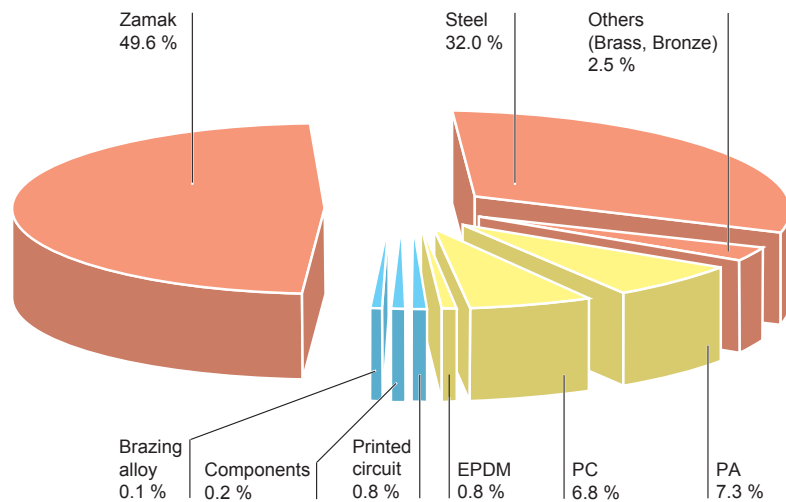 Zamak
49.6 %
Steel
32.0 %
Others
(Brass, Bronze)
2.5 %
Brazing
alloy
0.1 %
Components
0.2 %
Printed
circuit
0.8 %
EPDM
0.8 %
PC
6.8 %
PA
7.3 %